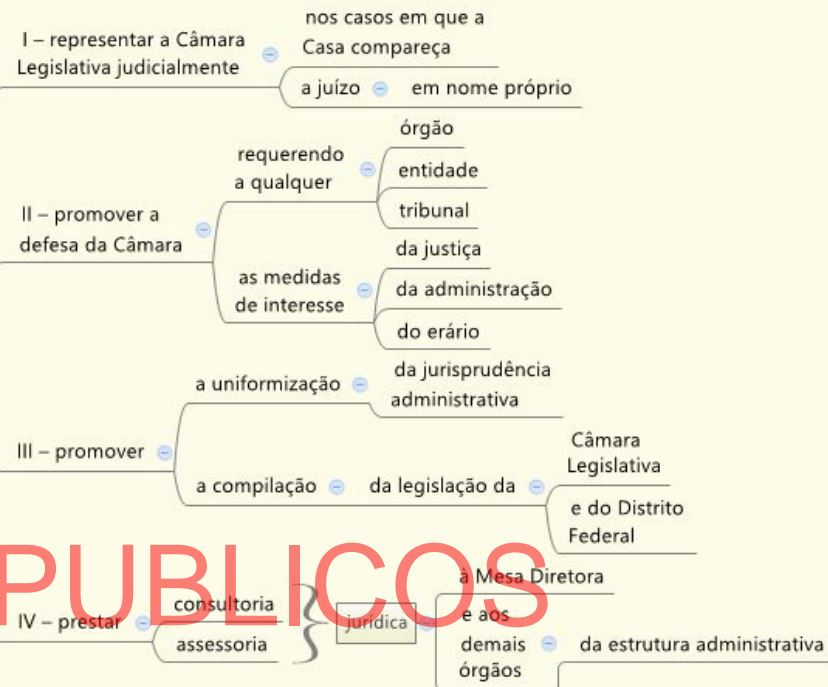 I – representar a Câmara
Legislativa judicialmente
nos casos em que a
Casa compareça
a juízo
em nome próprio
II – promover a
defesa da Câmara
requerendo
a qualquer
órgão
entidade
tribunal
as medidas
de interesse
da justiça
da administração
do erário
III – promover
a uniformização
da jurisprudência
administrativa
a compilação
da legislação da
Câmara
Legislativa
e do Distrito
Federal
PUBLICOS
IV – prestar
consultoria
assessoria
jurídica
à Mesa Diretora
e aos
demais
órgãos
da estrutura administrativa